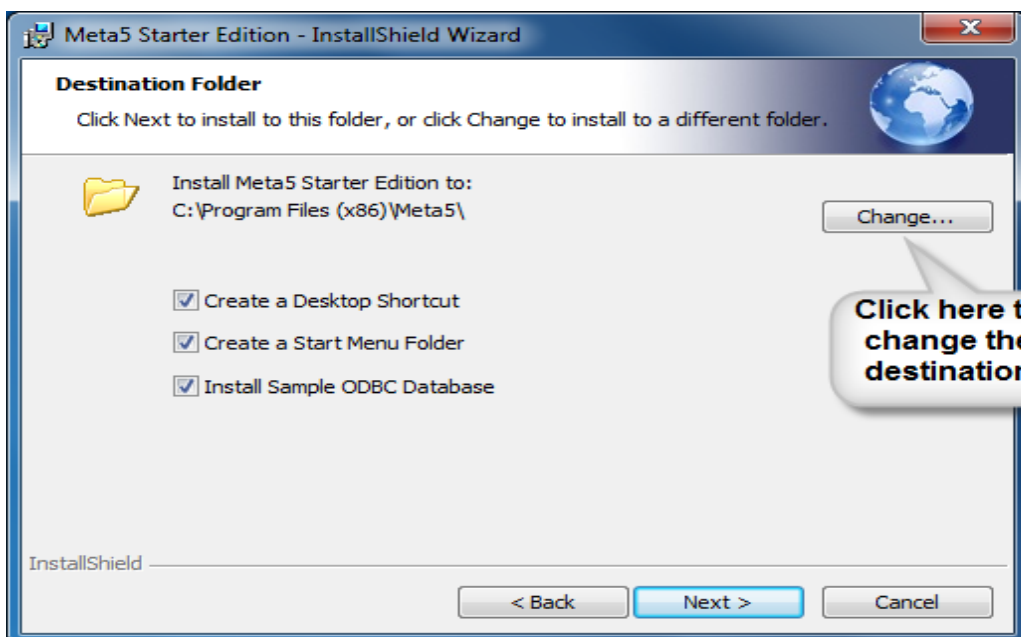 Meta5 Starter Edition - InstallShield Wizard
x
Destination Folder
Click Next to install to this folder, or click Change to install to a different folder.
Install Meta5 Starter Edition to:
C:\Program Files (x86)\Meta5\
Change...
Create a Desktop Shortcut
Click here
Create a Start Menu Folder
change
Install Sample ODBC Database
InstallShield
< Back
Next >
Cancel